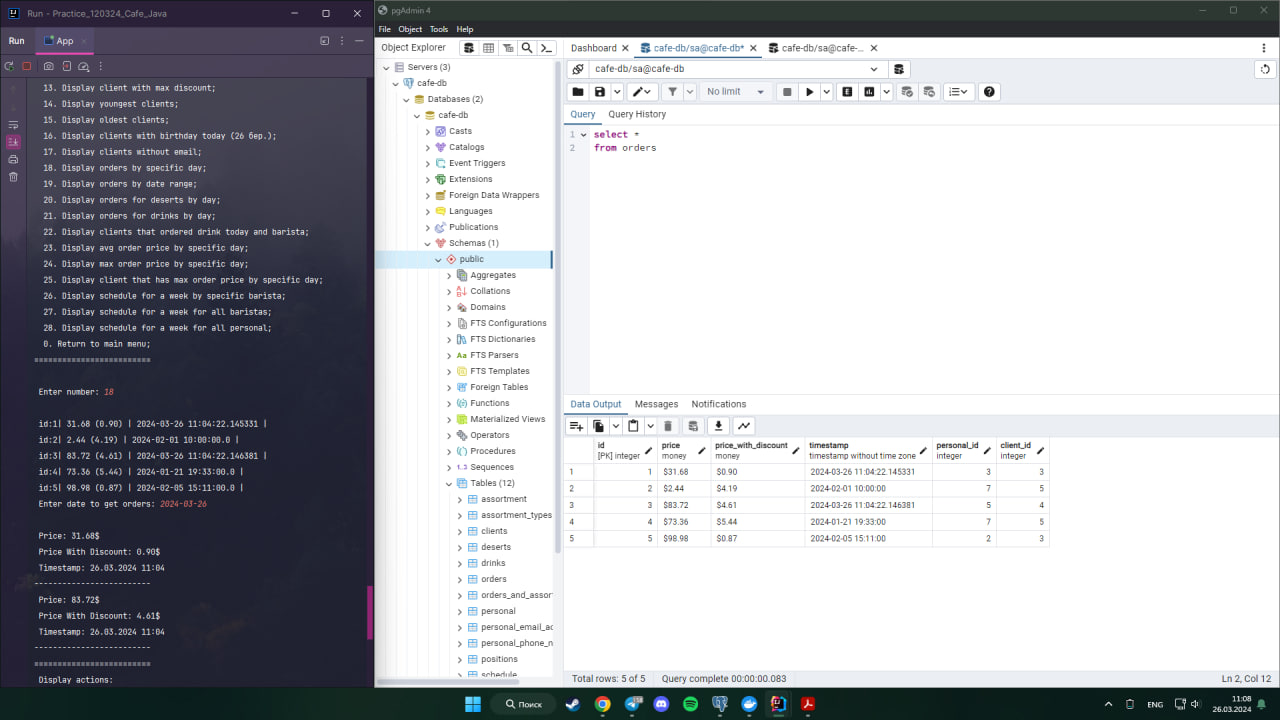 Run - Practice_120324_Cafe_Java
Run
App
13. Display client with max discount;
14. Display youngest clients;
15. Display oldest clients;
16. Display clients with birthday today (26 бер.);
17. Display clients without email;
18. Display orders by specific day;
19. Display orders by date range;
20. Display orders for deserts by day;
21. Display orders for drinks by day;
22. Display clients that ordered drink today and barista;
23. Display avg order price by specific day;
24. Display max order price by specific day;
25. Display client that has max order price by specific day;
26. Display schedule for a week by specific barista;
27. Display schedule for a week for all baristas;
28. Display schedule for a week for all personal;
0. Return to main menu;
=========================
Enter number: 18
id:1| 31.68 (0.90) | 2024-03-26 11:04:22.145331 |
id:2| 2.44 (4.19) | 2024-02-01 10:00:00.0 |
id:3| 83.72 (4.61) | 2024-03-26 11:04:22.146381 |
id:4| 73.36 (5.44) | 2024-01-21 19:33:00.0 |
id:5| 98.98 (0.87) | 2024-02-05 15:11:00.0 |
Enter date to get orders: 2024-03-26
Price: 31.68$
Price With Discount: 0.90$
Timestamp: 26.03.2024 11:04
-------------------------
Price: 83.72$
Price With Discount: 4.61$
Timestamp: 26.03.2024 11:04
-------------------------
=========================
Display actions:
pgAdmin 4
File Object Tools Help
Object Explorer
Servers (3)
cafe-db
Databases (2)
cafe-db
Casts
Catalogs
Event Triggers
Extensions
Foreign Data Wrappers
Languages
Publications
Schemas (1)
public
Aggregates
Collations
Domains
FTS Configurations
FTS Dictionaries
FTS Parsers
FTS Templates
Foreign Tables
Functions
Materialized Views
Operators
Procedures
1.3 Sequences
Tables (12)
assortment
assortment_types
clients
deserts
drinks
orders
orders_and_assor
personal
personal_email_ac
personal_phone_n
positions
schedule
Dashboard
cafe-db/sa@cafe-db*
cafe-db/sa@cafe-...
cafe-db/sa@cafe-db
No limit
Query Query History
1 select *
2 from orders
Data Output Messages Notifications
id [PK] integer
price money
price_with_discount money
timestamp timestamp without time zone
personal_id integer
client_id integer
1 1 $31.68 $0.90 2024-03-26 11:04:22.145331 3 3
2 2 $2.44 $4.19 2024-02-01 10:00:00 7 5
3 3 $83.72 $4.61 2024-03-26 11:04:22.146381 5 4
4 4 $73.36 $5.44 2024-01-21 19:33:00 7 5
5 5 $98.98 $0.87 2024-02-05 15:11:00 2 3
Total rows: 5 of 5 Query complete 00:00:00.083 Ln 2, Col 12
Поиск
ENG
11:08
26.03.2024